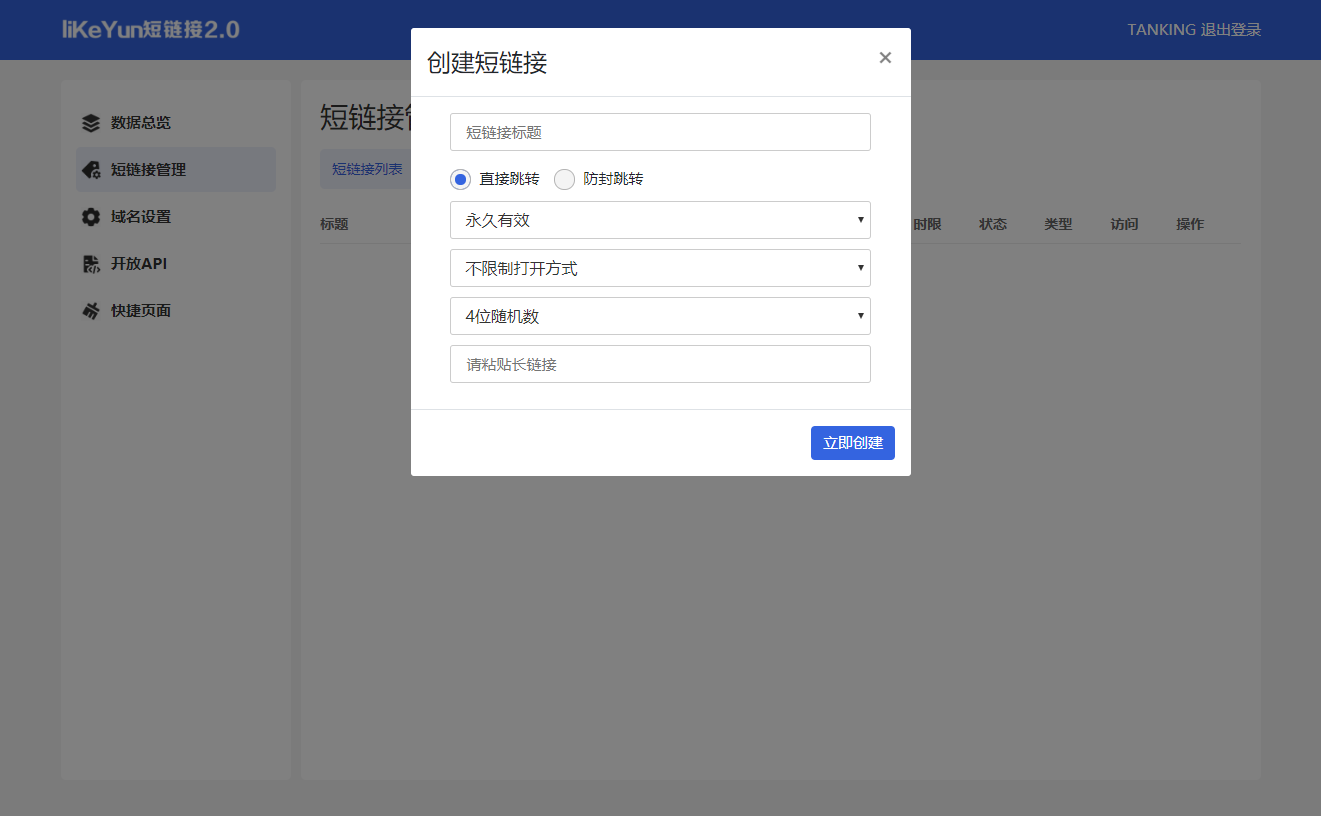 liKeYun短链接2.0
TANKING 退出登录
数据总览
短链接管理
域名设置
开放API
快捷页面
短链接管
短链接列表
标题
时限
状态
类型
访问
操作
创建短链接
×
短链接标题
直接跳转
防封跳转
永久有效
不限制打开方式
4位随机数
请粘贴长链接
立即创建